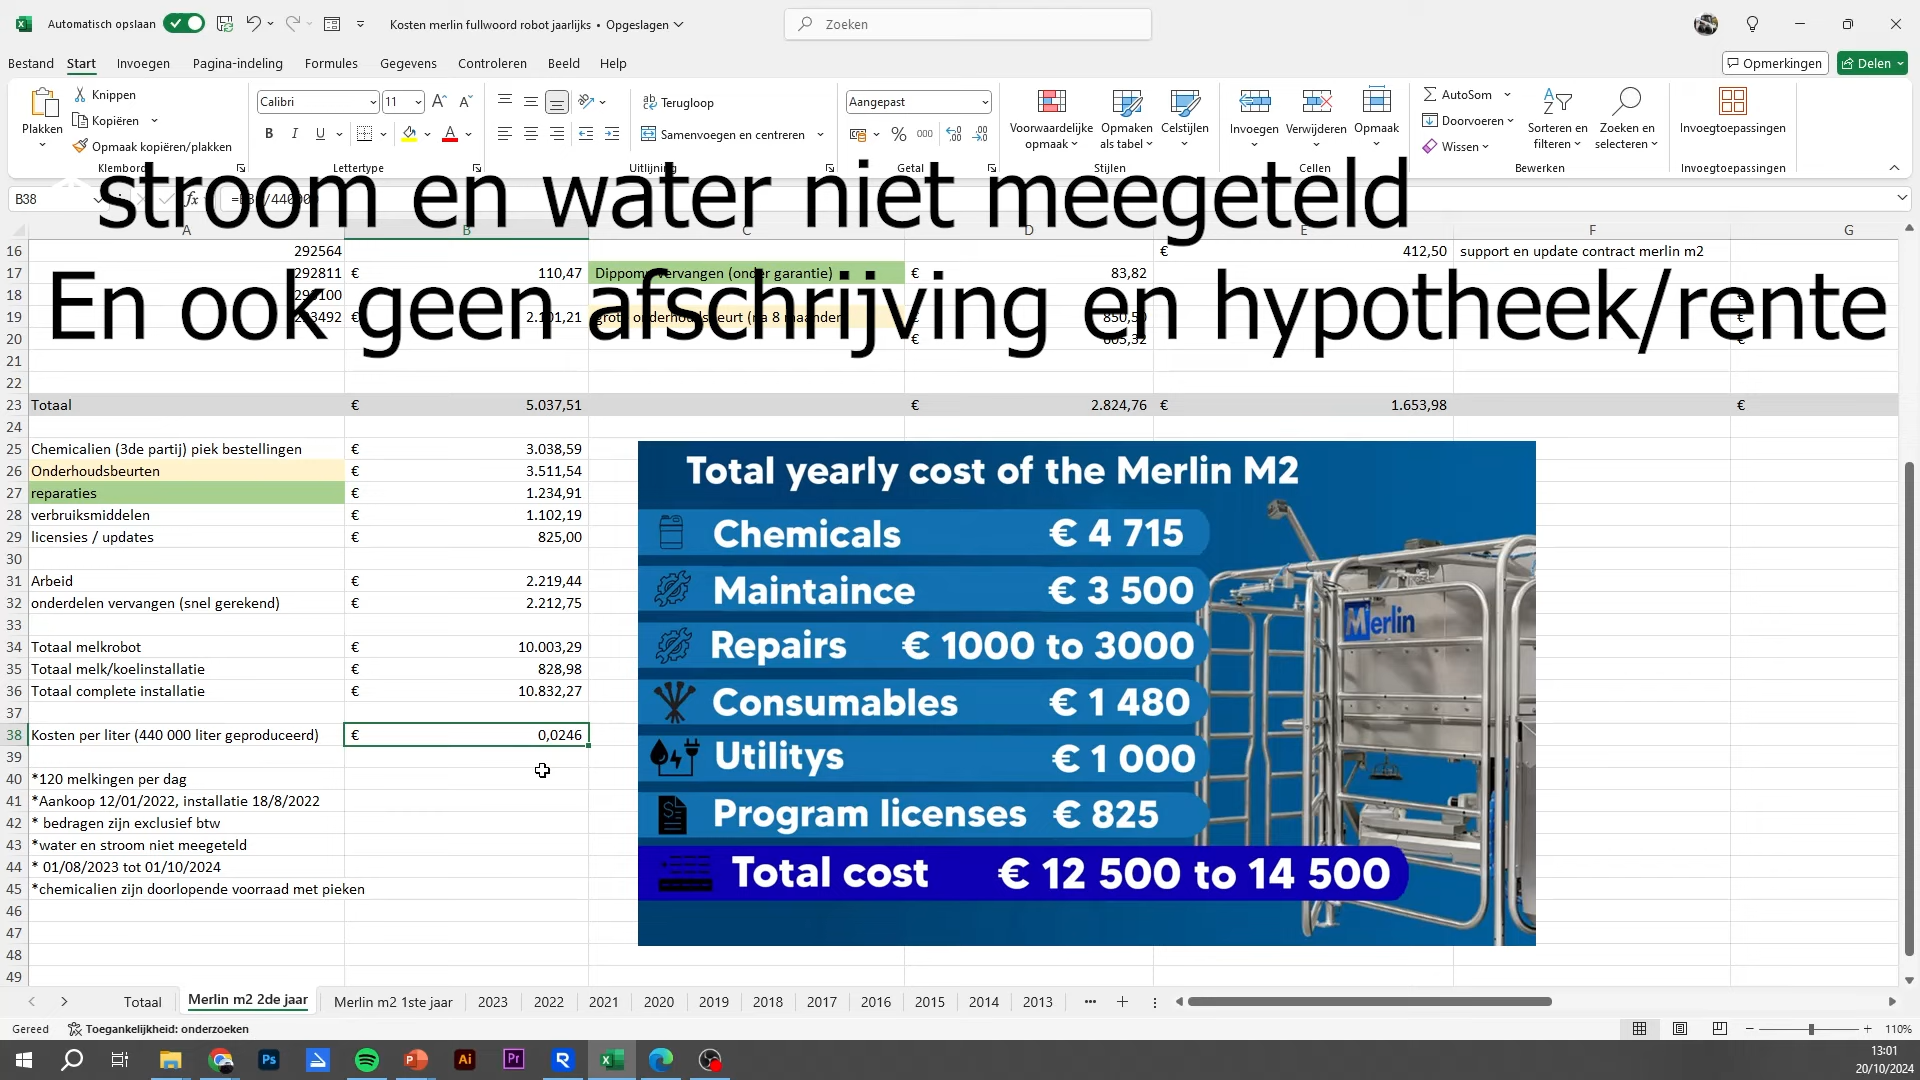 Automatisch opslaan
Kosten merlin fullwoord robot jaarlijks • Opgeslagen
Zoeken
Bestand Start Invoegen Pagina-indeling Formules Gegevens Controleren Beeld Help
Opmerkingen
Delen
Plakken
Knippen
Kopiëren
Opmaak kopiëren/plakken
Klembord
Calibri 11
B I U
Lettertype
Terugloop
Samenvoegen en centreren
Uitlijning
Aangepast
% 000
Getal
Voorwaardelijke opmaak
Opmaken als tabel
Celstijlen
Stijlen
Invoegen Verwijderen Opmaak
Cellen
AutoSom
Doorvoeren
Wissen
Sorteren en filteren
Zoeken en selecteren
Bewerken
Invoegtoepassingen
Invoegtoepassingen
stroom en water niet meegeteld
En ook geen afschrijving en hypotheek/rente
B38
A B C D E F G
16 292564 € 412,50 support en update contract merlin m2
17 292811 € 110,47 Dippomp vervangen (onder garantie) € 83,82
18
19 € 2.101,21 € 850,50
20 €
21
22
23 Totaal € 5.037,51 € 2.824,76 € 1.653,98 €
24
25 Chemicalien (3de partij) piek bestellingen € 3.038,59
26 Onderhoudsbeurten € 3.511,54
27 reparaties € 1.234,91
28 verbruiksmiddelen € 1.102,19
29 licensies / updates € 825,00
30
31 Arbeid € 2.219,44
32 onderdelen vervangen (snel gerekend) € 2.212,75
33
34 Totaal melkrobot € 10.003,29
35 Totaal melk/koelinstallatie € 828,98
36 Totaal complete installatie € 10.832,27
37
38 Kosten per liter (440 000 liter geproduceerd) € 0,0246
39
40 *120 melkingen per dag
41 *Aankoop 12/01/2022, installatie 18/8/2022
42 * bedragen zijn exclusief btw
43 *water en stroom niet meegeteld
44 * 01/08/2023 tot 01/10/2024
45 *chemicalien zijn doorlopende voorraad met pieken
46
47
48
49
Total yearly cost of the Merlin M2
Chemicals € 4 715
Maintaince € 3 500
Repairs € 1000 to 3000
Consumables € 1 480
Utilitys € 1 000
Program licenses € 825
Total cost € 12 500 to 14 500
Merlin
Totaal Merlin m2 2de jaar Merlin m2 1ste jaar 2023 2022 2021 2020 2019 2018 2017 2016 2015 2014 2013
Gereed Toegankelijkheid: onderzoeken
110%
Ps Ai Pr
13:01
20/10/2024